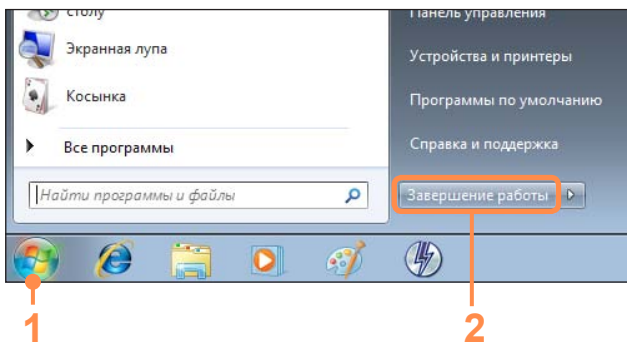 столу
Экранная лупа
Косынка
Все программы
Найти программы и файлы
Панель управления
Устройства и принтеры
Программы по умолчанию
Справка и поддержка
Завершение работы
1
2